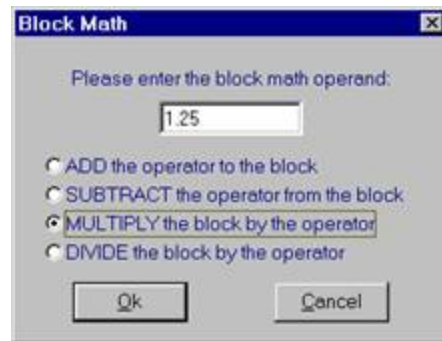 Block Math
Please enter the block math operand:
1.25
ADD the operator to the block
SUBTRACT the operator from the block
MULTIPLY the block by the operator
DIVIDE the block by the operator
Ok Cancel